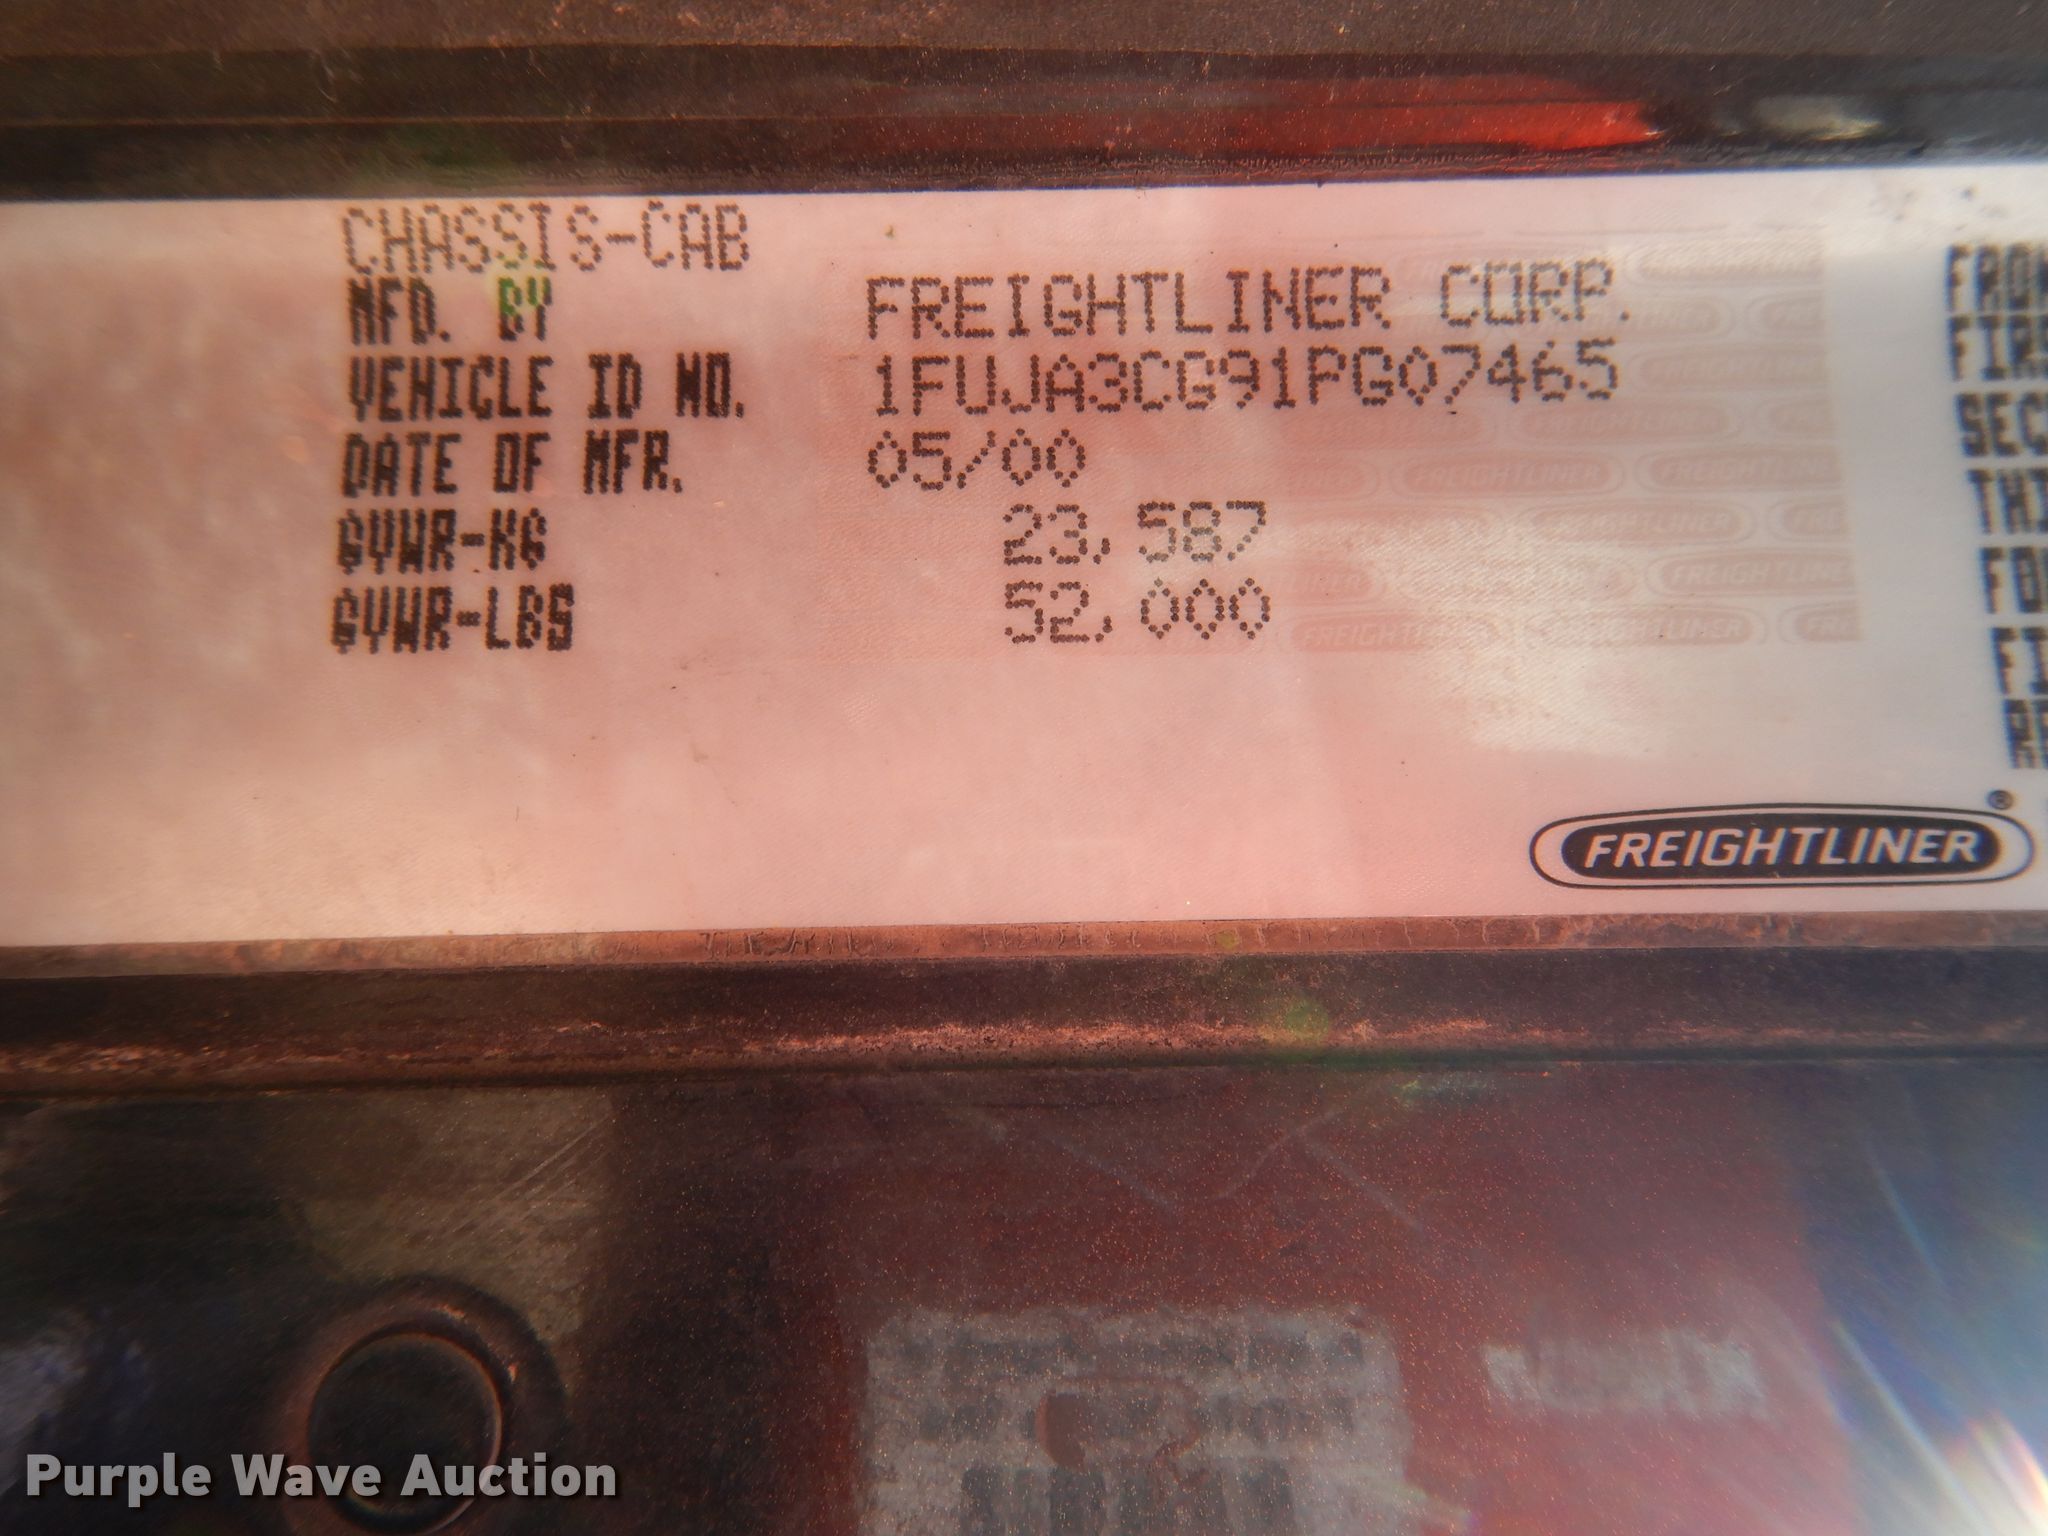 CHASSIS-CAB
MFD. BY FREIGHTLINER CORP.
VEHICLE ID NO. 1FUJA3CG91PG07465
DATE OF MFR. 05/00
GVWR-KG 23,587
GVWR-LBS 52,000
FREIGHTLINER®
Purple Wave Auction